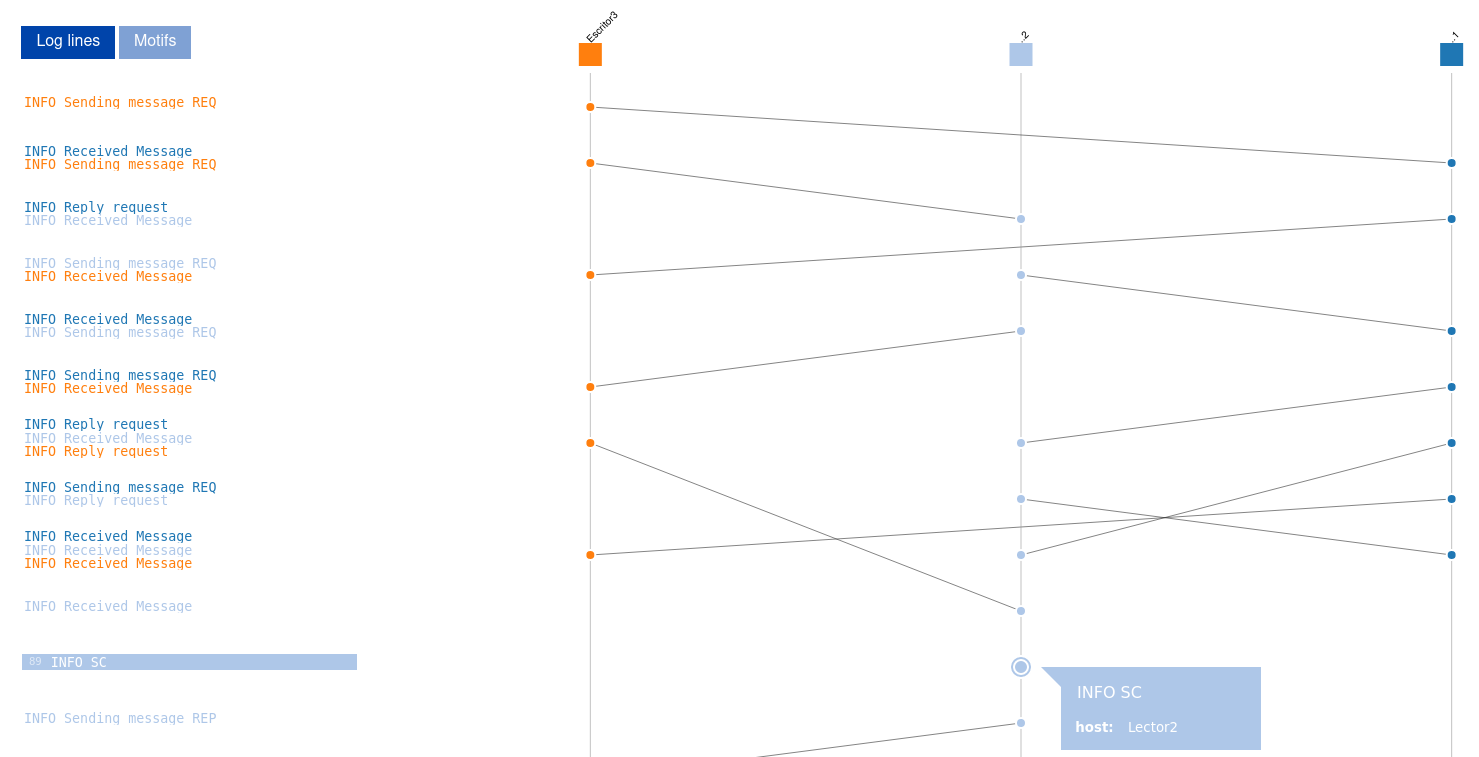 Log lines Motifs
Escritor3
..2
..1
INFO Sending message REQ
INFO Received Message
INFO Sending message REQ
INFO Reply request
INFO Received Message
INFO Sending message REQ
INFO Received Message
INFO Received Message
INFO Sending message REQ
INFO Sending message REQ
INFO Received Message
INFO Reply request
INFO Received Message
INFO Reply request
INFO Sending message REQ
INFO Reply request
INFO Received Message
INFO Received Message
INFO Received Message
INFO Received Message
89 INFO SC
INFO SC
host: Lector2
INFO Sending message REP